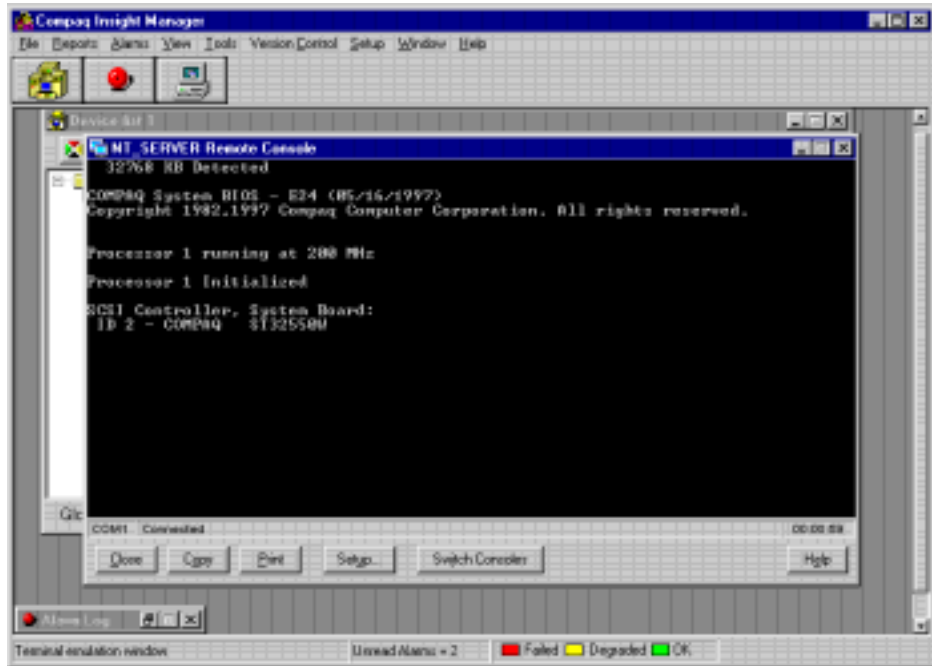 Compaq Insight Manager
File Reports Alarms View Tools Version Control Setup Window Help
Device list 1
NT_SERVER Remote Console
32768 KB Detected
COMPAQ System BIOS - E24 (05/16/1997)
Copyright 1982,1997 Compaq Computer Corporation. All rights reserved.
Processor 1 running at 200 MHz
Processor 1 Initialized
SCSI Controller, System Board:
ID 2 - COMPAQ ST32550W
COM1 Connected
Close Copy Print Setup... Switch Consoles Help
Alarm Log
Terminal emulation window Unread Alarms = 2 Failed Degraded OK